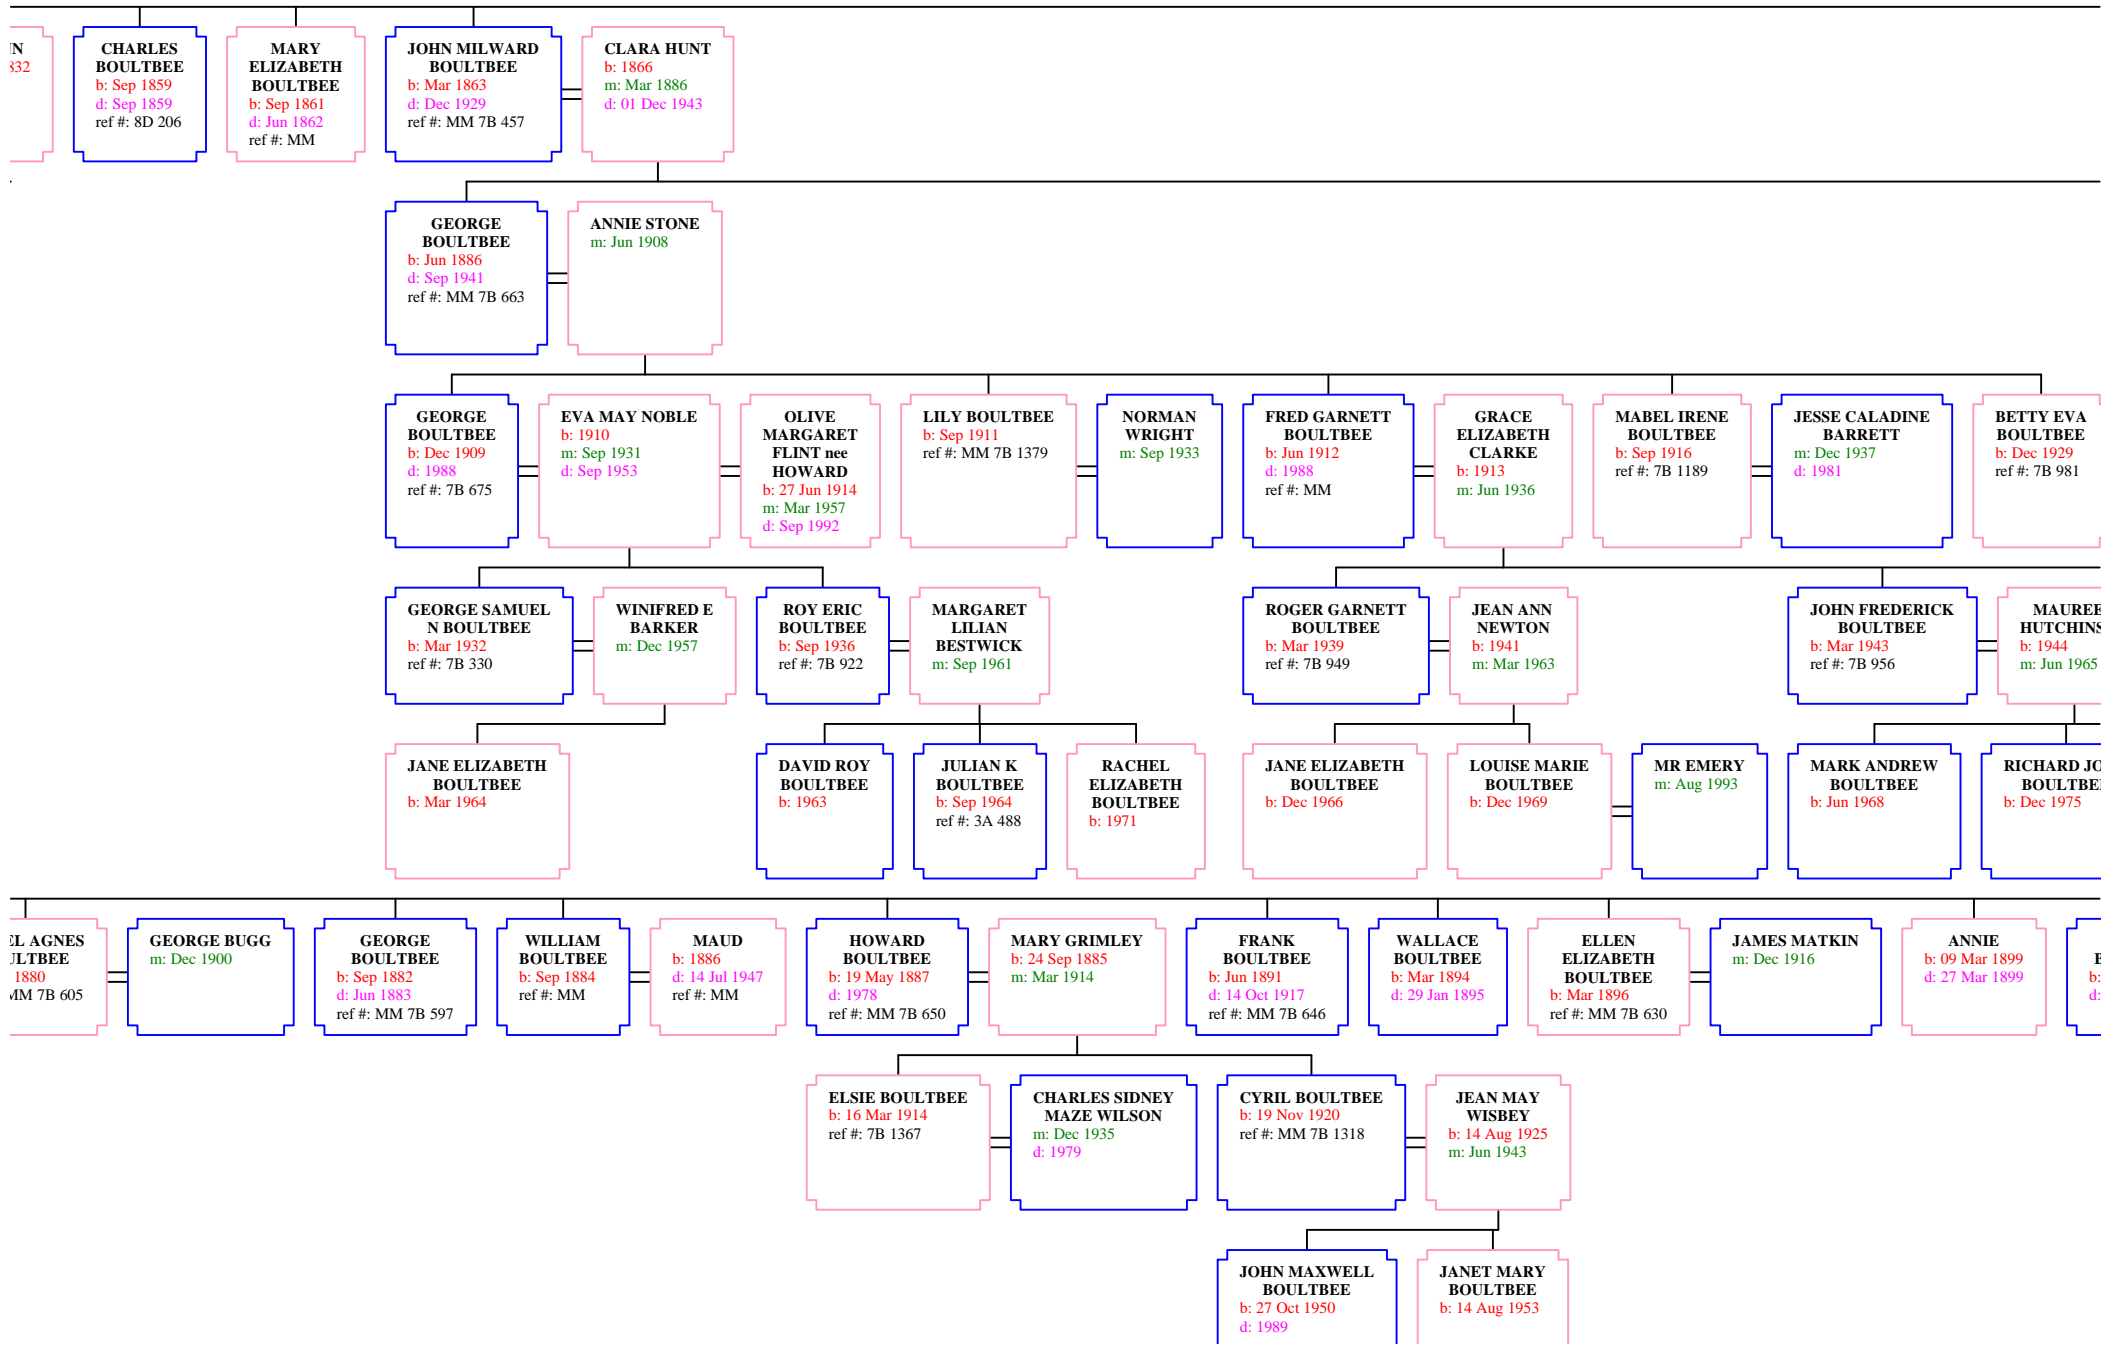 N
832
CHARLES
BOULTBEE
b: Sep 1859
d: Sep 1859
ref #: 8D 206
MARY
ELIZABETH
BOULTBEE
b: Sep 1861
d: Jun 1862
ref #: MM
JOHN MILWARD
BOULTBEE
b: Mar 1863
d: Dec 1929
ref #: MM 7B 457
CLARA HUNT
b: 1866
m: Mar 1886
d: 01 Dec 1943
GEORGE
BOULTBEE
b: Jun 1886
d: Sep 1941
ref #: MM 7B 663
ANNIE STONE
m: Jun 1908
GEORGE
BOULTBEE
b: Dec 1909
d: 1988
ref #: 7B 675
EVA MAY NOBLE
b: 1910
m: Sep 1931
d: Sep 1953
OLIVE
MARGARET
FLINT nee
HOWARD
b: 27 Jun 1914
m: Mar 1957
d: Sep 1992
LILY BOULTBEE
b: Sep 1911
ref #: MM 7B 1379
NORMAN
WRIGHT
m: Sep 1933
FRED GARNETT
BOULTBEE
b: Jun 1912
d: 1988
ref #: MM
GRACE
ELIZABETH
CLARKE
b: 1913
m: Jun 1936
MABEL IRENE
BOULTBEE
b: Sep 1916
ref #: 7B 1189
JESSE CALADINE
BARRETT
m: Dec 1937
d: 1981
BETTY EVA
BOULTBEE
b: Dec 1929
ref #: 7B 981
GEORGE SAMUEL
N BOULTBEE
b: Mar 1932
ref #: 7B 330
WINIFRED E
BARKER
m: Dec 1957
ROY ERIC
BOULTBEE
b: Sep 1936
ref #: 7B 922
MARGARET
LILIAN
BESTWICK
m: Sep 1961
ROGER GARNETT
BOULTBEE
b: Mar 1939
ref #: 7B 949
JEAN ANN
NEWTON
b: 1941
m: Mar 1963
JOHN FREDERICK
BOULTBEE
b: Mar 1943
ref #: 7B 956
MAUREE
HUTCHINS
b: 1944
m: Jun 1965
JANE ELIZABETH
BOULTBEE
b: Mar 1964
DAVID ROY
BOULTBEE
b: 1963
JULIAN K
BOULTBEE
b: Sep 1964
ref #: 3A 488
RACHEL
ELIZABETH
BOULTBEE
b: 1971
JANE ELIZABETH
BOULTBEE
b: Dec 1966
LOUISE MARIE
BOULTBEE
b: Dec 1969
MR EMERY
m: Aug 1993
MARK ANDREW
BOULTBEE
b: Jun 1968
RICHARD JO
BOULTBE
b: Dec 1975
EL AGNES
ULTBEE
1880
MM 7B 605
GEORGE BUGG
m: Dec 1900
GEORGE
BOULTBEE
b: Sep 1882
d: Jun 1883
ref #: MM 7B 597
WILLIAM
BOULTBEE
b: Sep 1884
ref #: MM
MAUD
b: 1886
d: 14 Jul 1947
ref #: MM
HOWARD
BOULTBEE
b: 19 May 1887
d: 1978
ref #: MM 7B 650
MARY GRIMLEY
b: 24 Sep 1885
m: Mar 1914
FRANK
BOULTBEE
b: Jun 1891
d: 14 Oct 1917
ref #: MM 7B 646
WALLACE
BOULTBEE
b: Mar 1894
d: 29 Jan 1895
ELLEN
ELIZABETH
BOULTBEE
b: Mar 1896
ref #: MM 7B 630
JAMES MATKIN
m: Dec 1916
ANNIE
b: 09 Mar 1899
d: 27 Mar 1899
B
b:
d:
ELSIE BOULTBEE
b: 16 Mar 1914
ref #: 7B 1367
CHARLES SIDNEY
MAZE WILSON
m: Dec 1935
d: 1979
CYRIL BOULTBEE
b: 19 Nov 1920
ref #: MM 7B 1318
JEAN MAY
WISBEY
b: 14 Aug 1925
m: Jun 1943
JOHN MAXWELL
BOULTBEE
b: 27 Oct 1950
d: 1989
JANET MARY
BOULTBEE
b: 14 Aug 1953